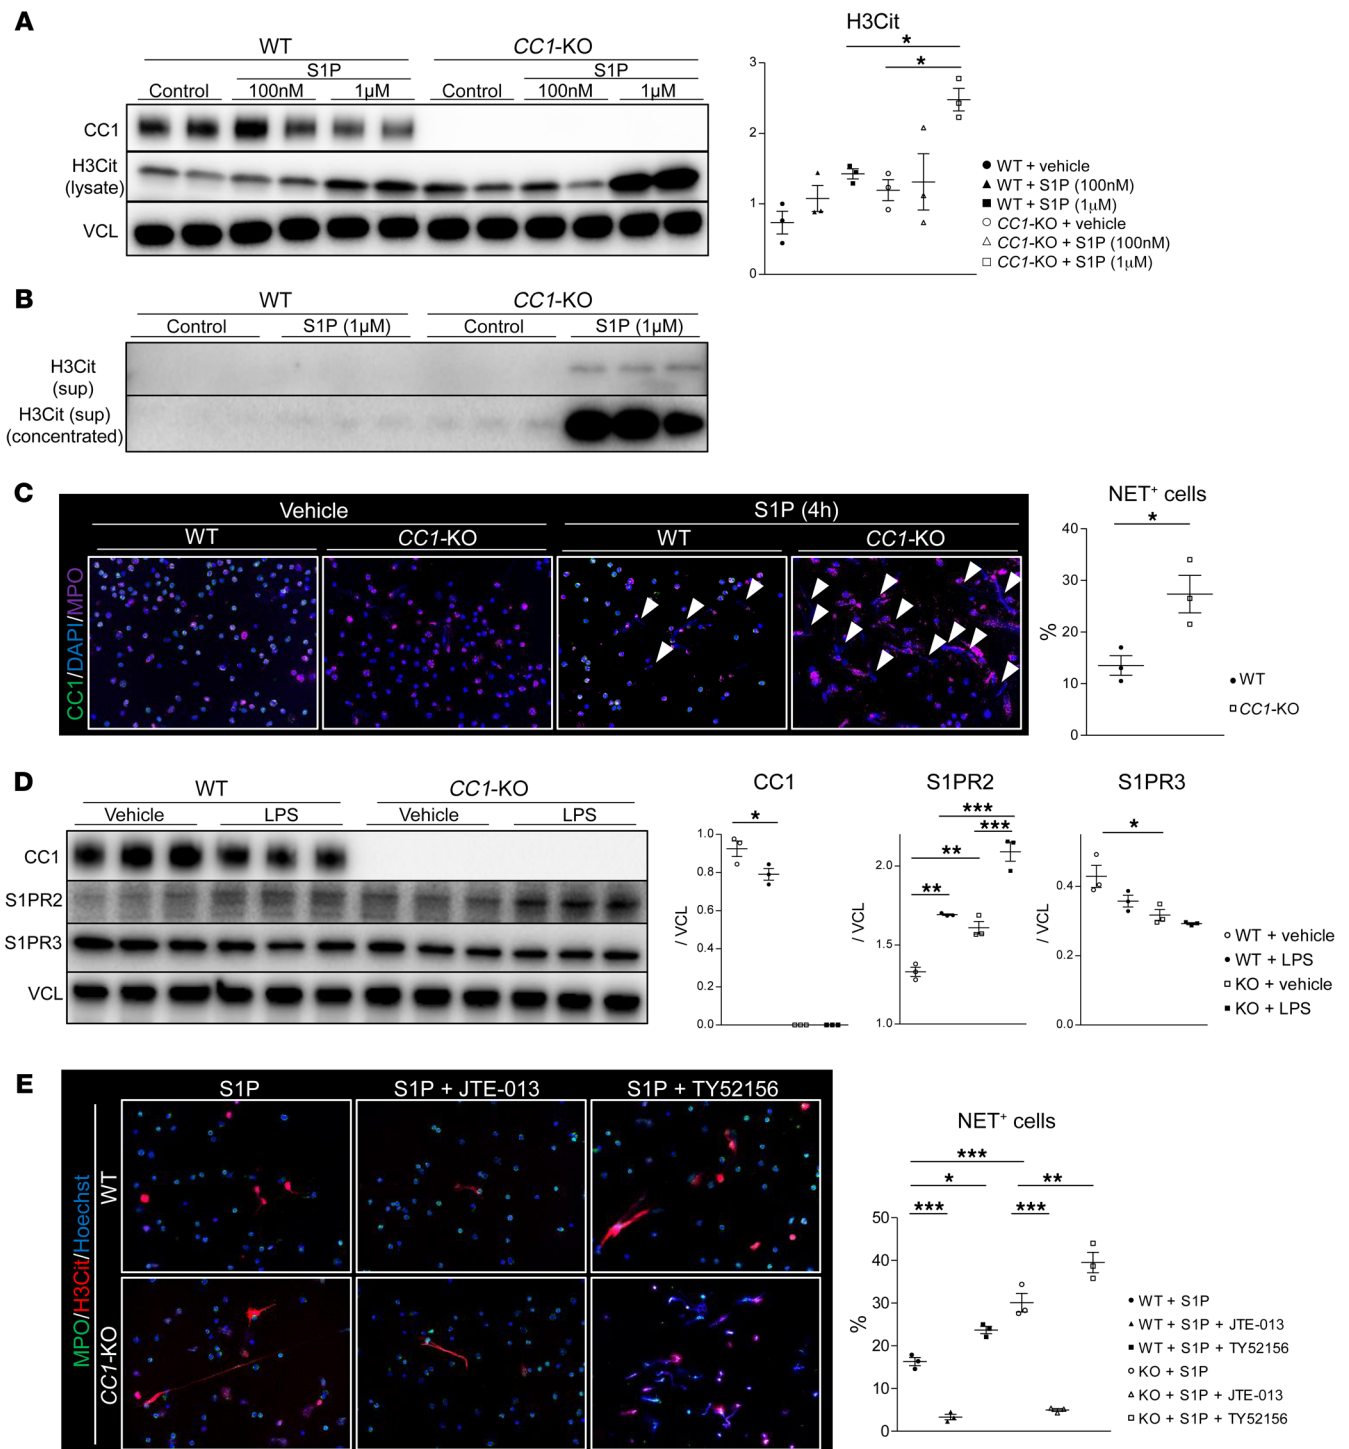 A
WT
CC1-KO
S1P
S1P
Control
100nM
1µM
Control
100nM
1µM
CC1
H3Cit
(lysate)
VCL
H3Cit
*
*
3
2
1
0
WT + vehicle
WT + S1P (100nM)
WT + S1P (1µM)
CC1-KO + vehicle
CC1-KO + S1P (100nM)
CC1-KO + S1P (1µM)
B
WT
CC1-KO
Control
S1P (1µM)
Control
S1P (1µM)
H3Cit
(sup)
H3Cit (sup)
(concentrated)
C
Vehicle
S1P (4h)
WT
CC1-KO
WT
CC1-KO
CC1/DAPI/MPO
NET⁺ cells
*
40
30
20
10
0
%
WT
CC1-KO
D
WT
CC1-KO
Vehicle
LPS
Vehicle
LPS
CC1
S1PR2
S1PR3
VCL
CC1
*
1.0
0.8
0.6
0.4
0.2
0.0
/ VCL
S1PR2
***
***
**
**
2.0
1.5
1.0
/ VCL
S1PR3
*
0.4
0.2
0.0
/ VCL
WT + vehicle
WT + LPS
KO + vehicle
KO + LPS
E
S1P
S1P + JTE-013
S1P + TY52156
WT
CC1-KO
MPO/H3Cit/Hoechst
NET⁺ cells
***
*
**
***
***
50
40
30
20
10
0
%
WT + S1P
WT + S1P + JTE-013
WT + S1P + TY52156
KO + S1P
KO + S1P + JTE-013
KO + S1P + TY52156